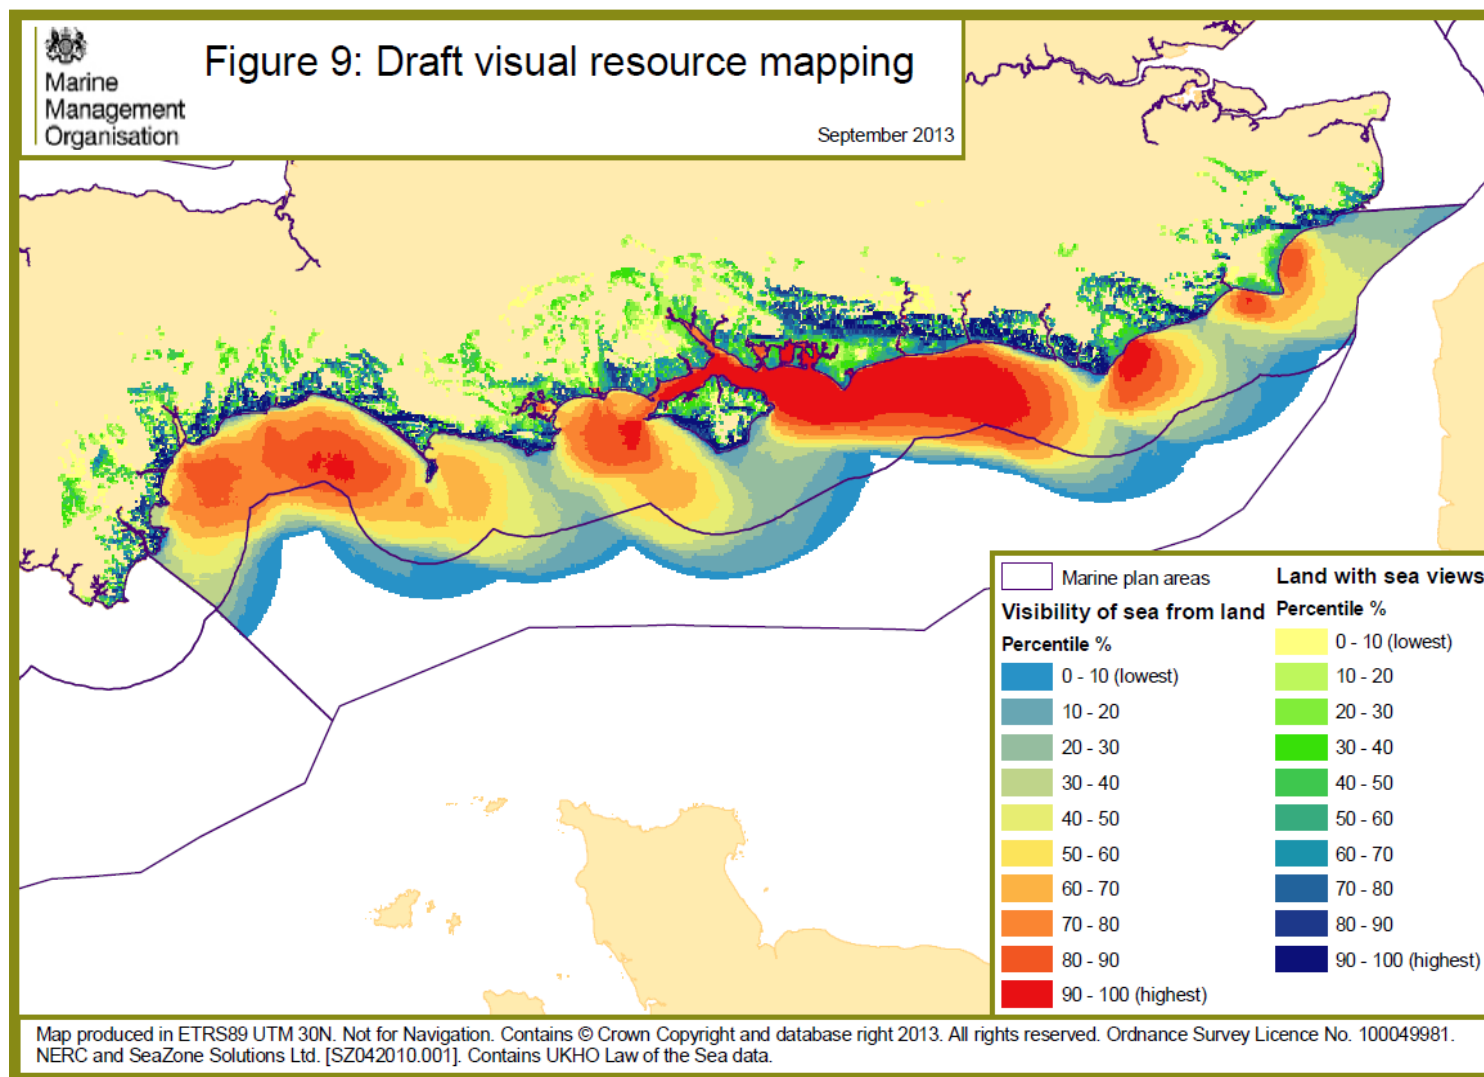 Marine
Management
Organisation
Figure 9: Draft visual resource mapping
September 2013
Marine plan areas
Visibility of sea from land
Percentile %
0 - 10 (lowest)
10 - 20
20 - 30
30 - 40
40 - 50
50 - 60
60 - 70
70 - 80
80 - 90
90 - 100 (highest)
Land with sea views
Percentile %
0 - 10 (lowest)
10 - 20
20 - 30
30 - 40
40 - 50
50 - 60
60 - 70
70 - 80
80 - 90
90 - 100 (highest)
Map produced in ETRS89 UTM 30N. Not for Navigation. Contains © Crown Copyright and database right 2013. All rights reserved. Ordnance Survey Licence No. 100049981.
NERC and SeaZone Solutions Ltd. [SZ042010.001]. Contains UKHO Law of the Sea data.